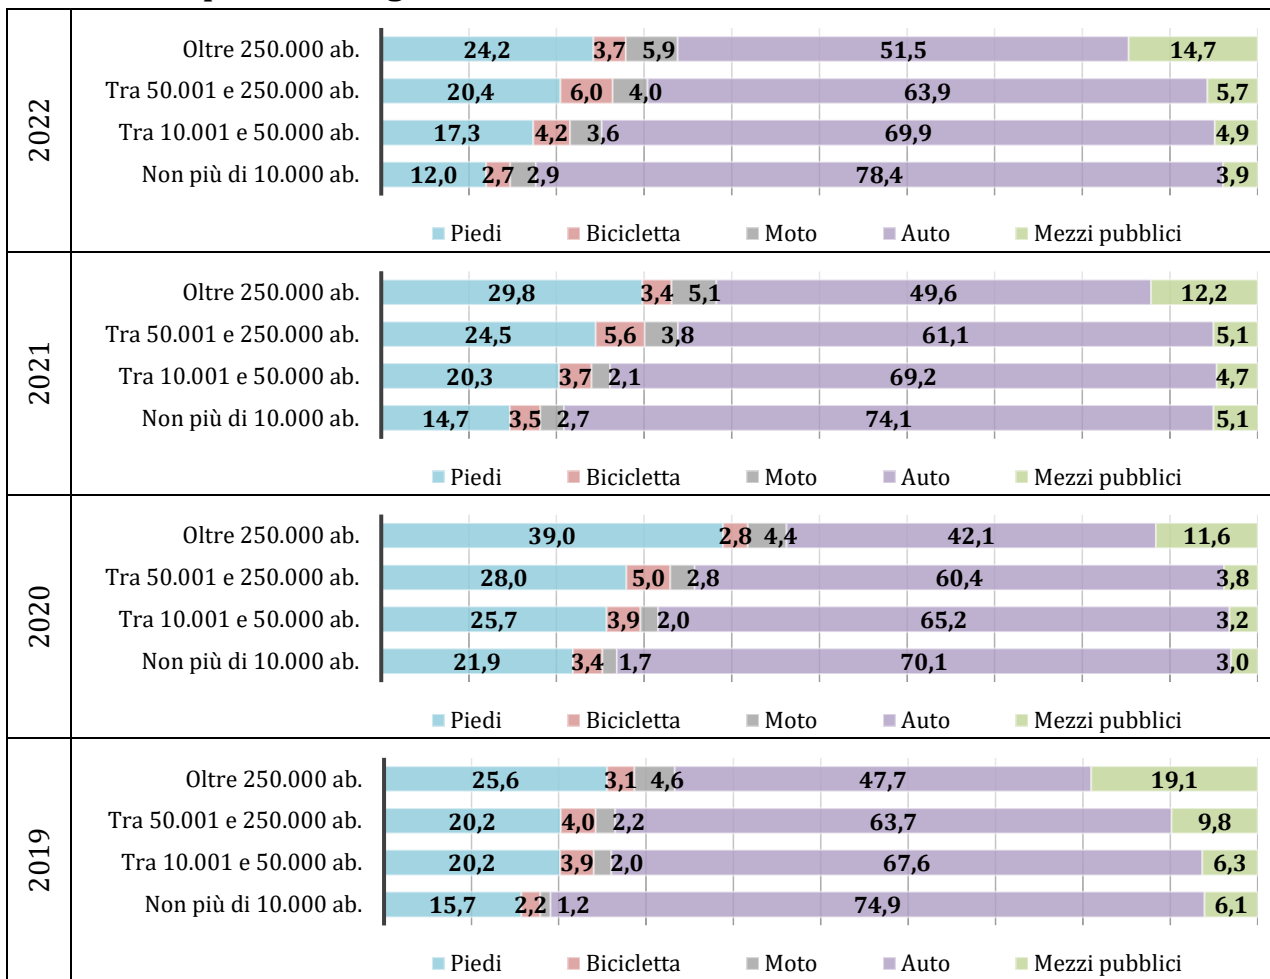 2022
Oltre 250.000 ab. 24,2 3,7 5,9 51,5 14,7
Tra 50.001 e 250.000 ab. 20,4 6,0 4,0 63,9 5,7
Tra 10.001 e 50.000 ab. 17,3 4,2 3,6 69,9 4,9
Non più di 10.000 ab. 12,0 2,7 2,9 78,4 3,9
Piedi Bicicletta Moto Auto Mezzi pubblici
2021
Oltre 250.000 ab. 29,8 3,4 5,1 49,6 12,2
Tra 50.001 e 250.000 ab. 24,5 5,6 3,8 61,1 5,1
Tra 10.001 e 50.000 ab. 20,3 3,7 2,1 69,2 4,7
Non più di 10.000 ab. 14,7 3,5 2,7 74,1 5,1
Piedi Bicicletta Moto Auto Mezzi pubblici
2020
Oltre 250.000 ab. 39,0 2,8 4,4 42,1 11,6
Tra 50.001 e 250.000 ab. 28,0 5,0 2,8 60,4 3,8
Tra 10.001 e 50.000 ab. 25,7 3,9 2,0 65,2 3,2
Non più di 10.000 ab. 21,9 3,4 1,7 70,1 3,0
Piedi Bicicletta Moto Auto Mezzi pubblici
2019
Oltre 250.000 ab. 25,6 3,1 4,6 47,7 19,1
Tra 50.001 e 250.000 ab. 20,2 4,0 2,2 63,7 9,8
Tra 10.001 e 50.000 ab. 20,2 3,9 2,0 67,6 6,3
Non più di 10.000 ab. 15,7 2,2 1,2 74,9 6,1
Piedi Bicicletta Moto Auto Mezzi pubblici